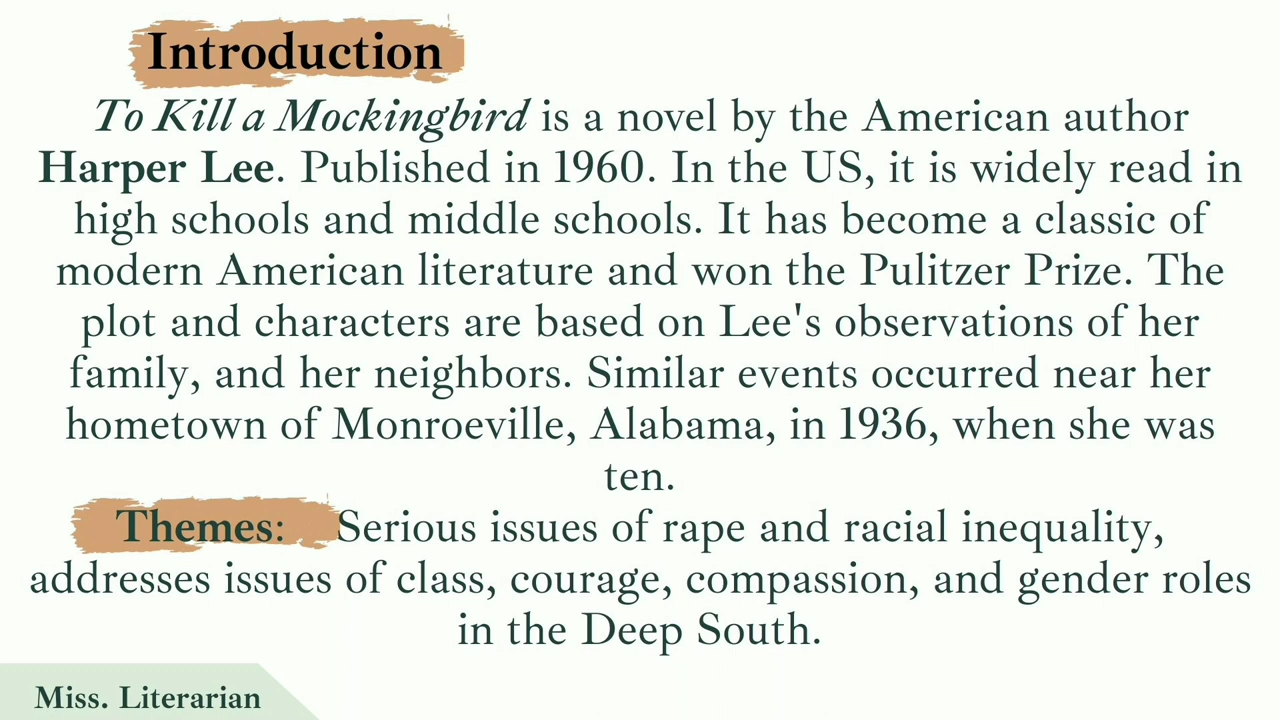 Introduction
To Kill a Mockingbird is a novel by the American author
Harper Lee. Published in 1960. In the US, it is widely read in
high schools and middle schools. It has become a classic of
modern American literature and won the Pulitzer Prize. The
plot and characters are based on Lee's observations of her
family, and her neighbors. Similar events occurred near her
hometown of Monroeville, Alabama, in 1936, when she was
ten.
Themes: Serious issues of rape and racial inequality,
addresses issues of class, courage, compassion, and gender roles
in the Deep South.
Miss. Literarian